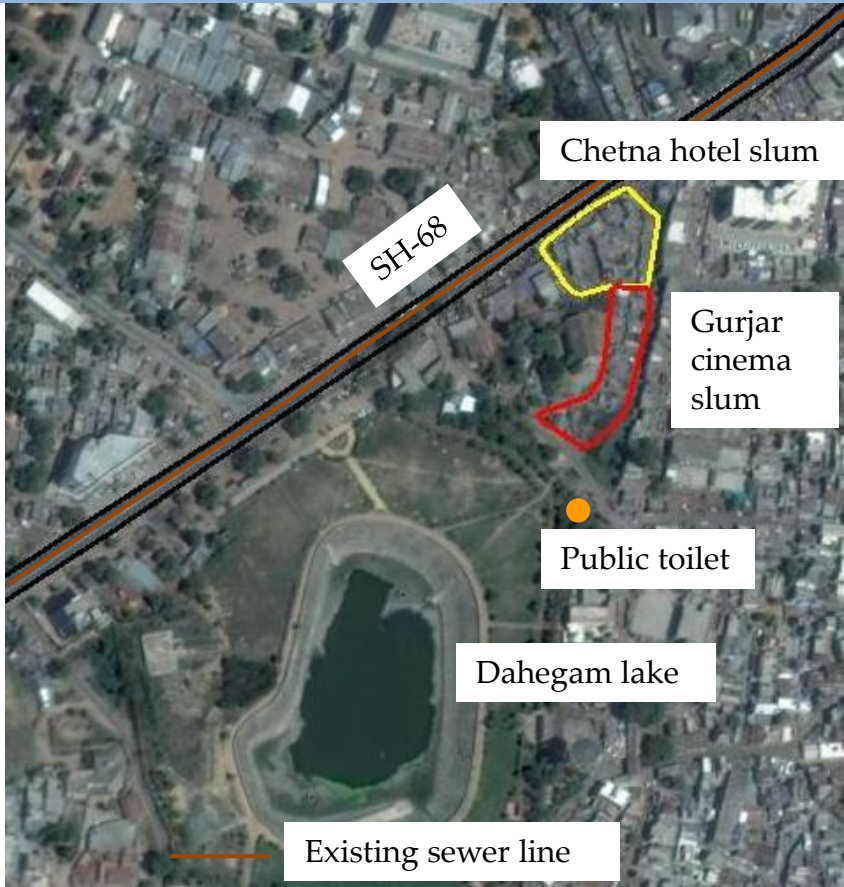 Chetna hotel slum
SH-68
Gurjar
cinema
slum
Public toilet
Dahegam lake
Existing sewer line